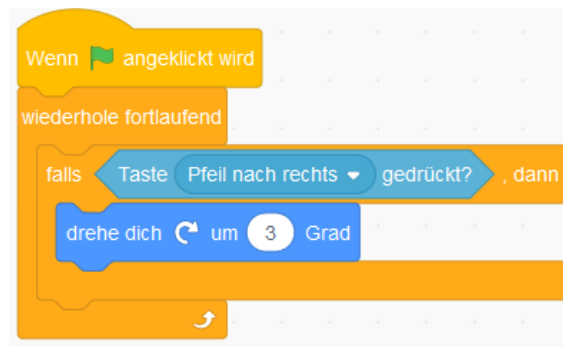 Wenn angeklickt wird
wiederhole fortlaufend
falls Taste Pfeil nach rechts gedrückt? , dann
drehe dich um 3 Grad